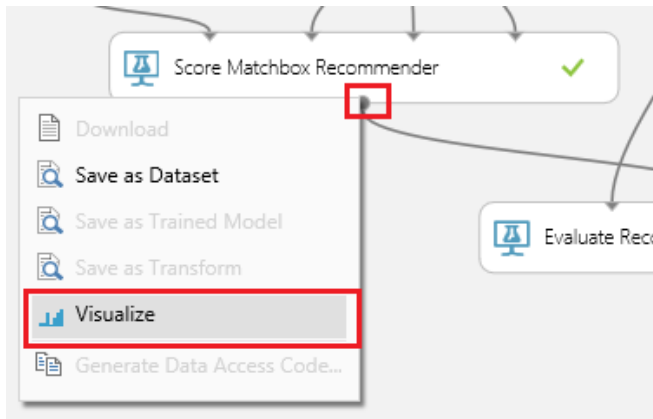 Score Matchbox Recommender
Download
Save as Dataset
Save as Trained Model
Evaluate Reco
Save as Transform
Visualize
Generate Data Access Code...